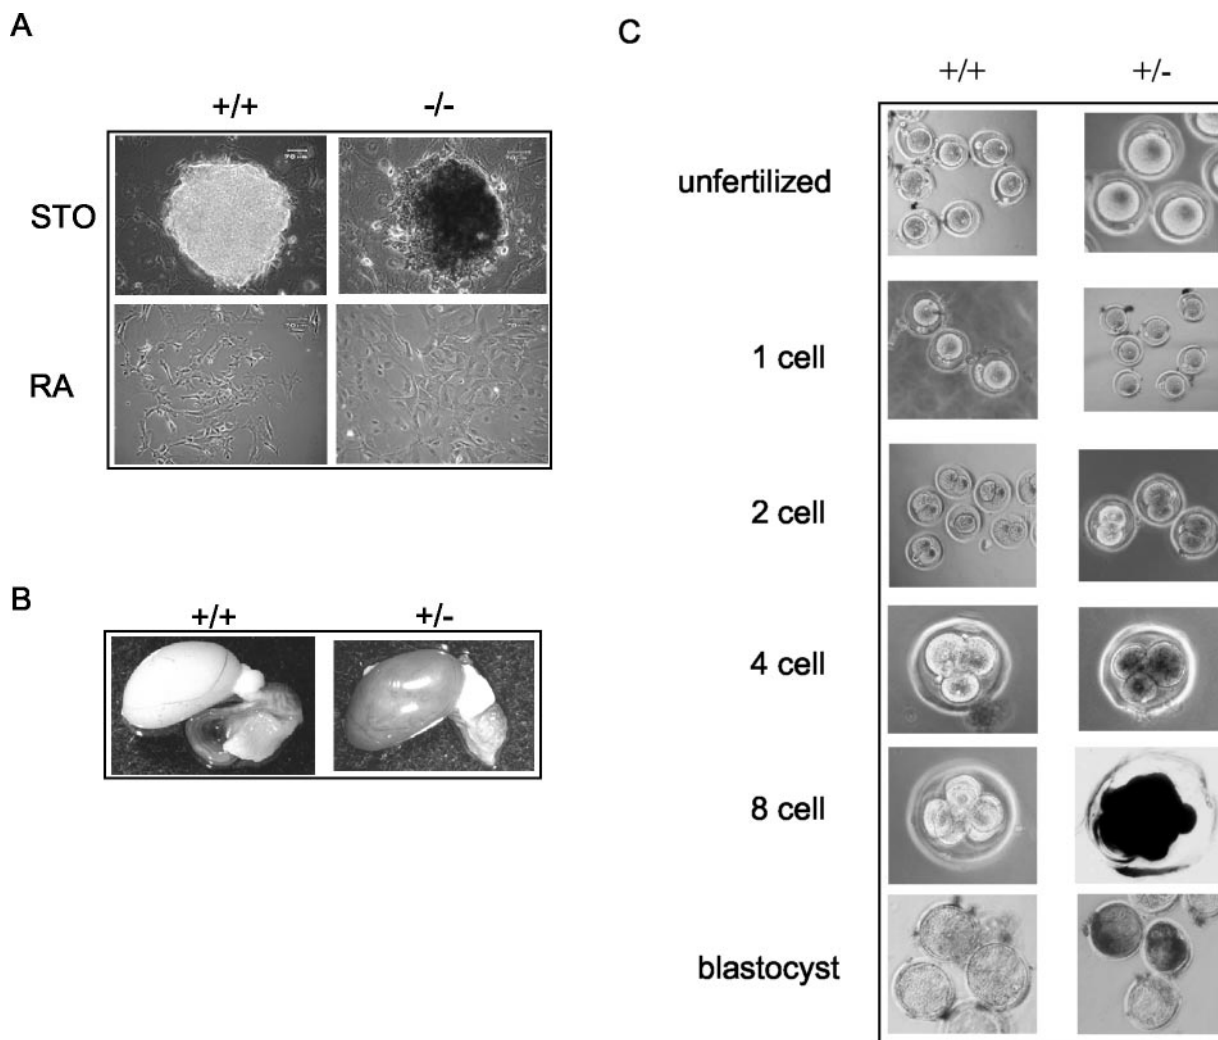 A
+/+ -/-
STO
RA
B
+/+ +/-
C
+/+ +/-
unfertilized
1 cell
2 cell
4 cell
8 cell
blastocyst